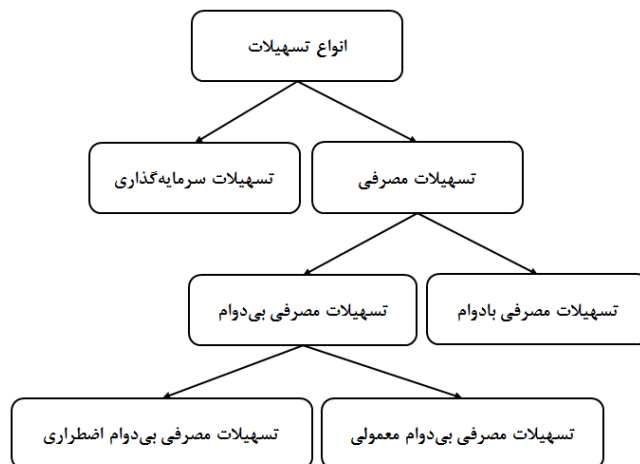 انواع تسهیلات
تسهیلات مصرفی
تسهیلات سرمایه‌گذاری
تسهیلات مصرفی بادوام
تسهیلات مصرفی بی‌دوام
تسهیلات مصرفی بی‌دوام معمولی
تسهیلات مصرفی بی‌دوام اضطراری